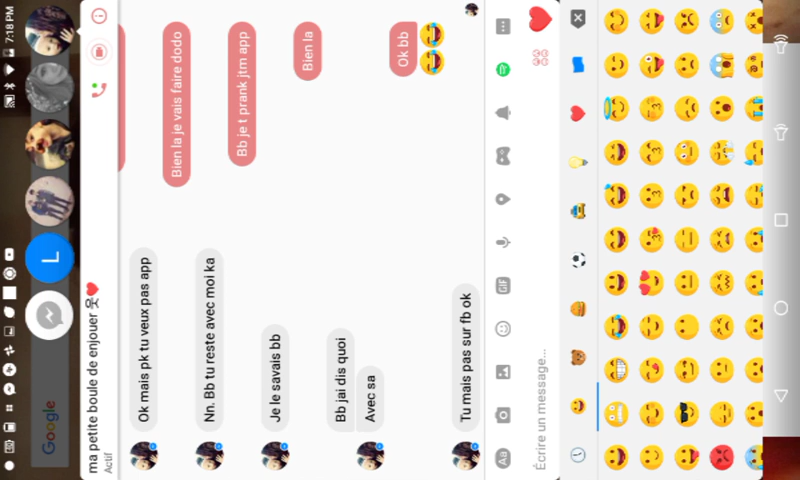 7:18 PM
Google
L
ma petite boule de enjouer 웃❤️
Actif
Bien la je vais faire dodo
Ok mais pk tu veux pas app
Bb je t prank jtm app
Nn. Bb tu reste avec moi ka
Je le savais bb
Bien la
Bb jai dis quoi
Avec sa
Ok bb
😂😂
Tu mais pas sur fb ok
GIF
Aa
Écrire un message...